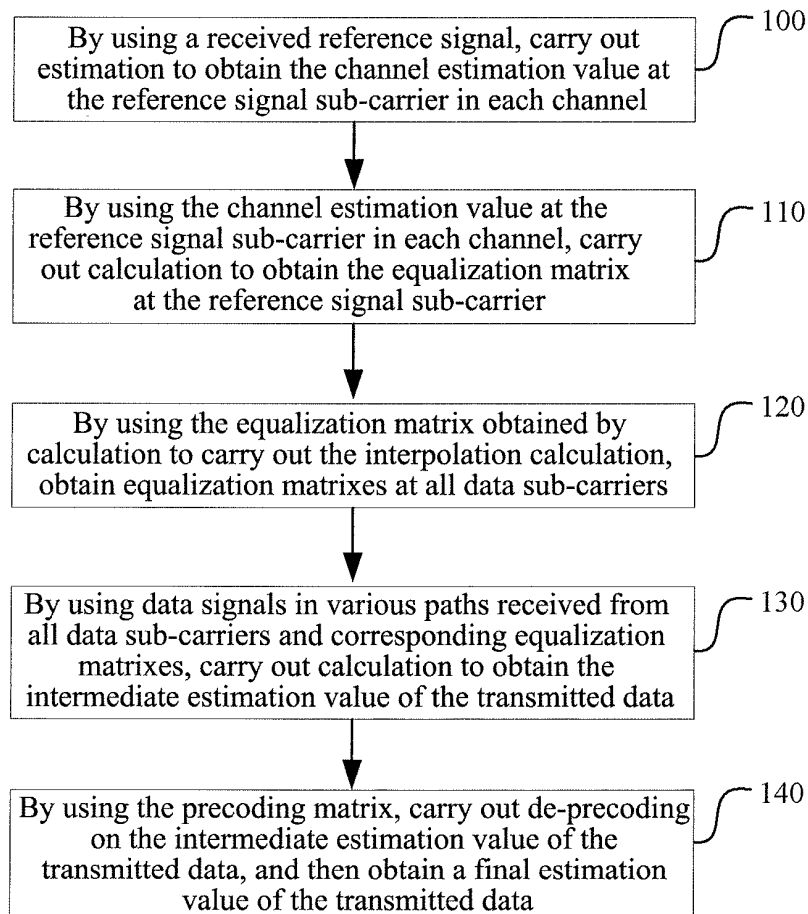 By using a received reference signal, carry out
estimation to obtain the channel estimation value at
the reference signal sub-carrier in each channel
100
By using the channel estimation value at the
reference signal sub-carrier in each channel, carry
out calculation to obtain the equalization matrix
at the reference signal sub-carrier
110
By using the equalization matrix obtained by
calculation to carry out the interpolation calculation,
obtain equalization matrixes at all data sub-carriers
120
By using data signals in various paths received from
all data sub-carriers and corresponding equalization
matrixes, carry out calculation to obtain the
intermediate estimation value of the transmitted data
130
By using the precoding matrix, carry out de-precoding
on the intermediate estimation value of the
transmitted data, and then obtain a final estimation
value of the transmitted data
140